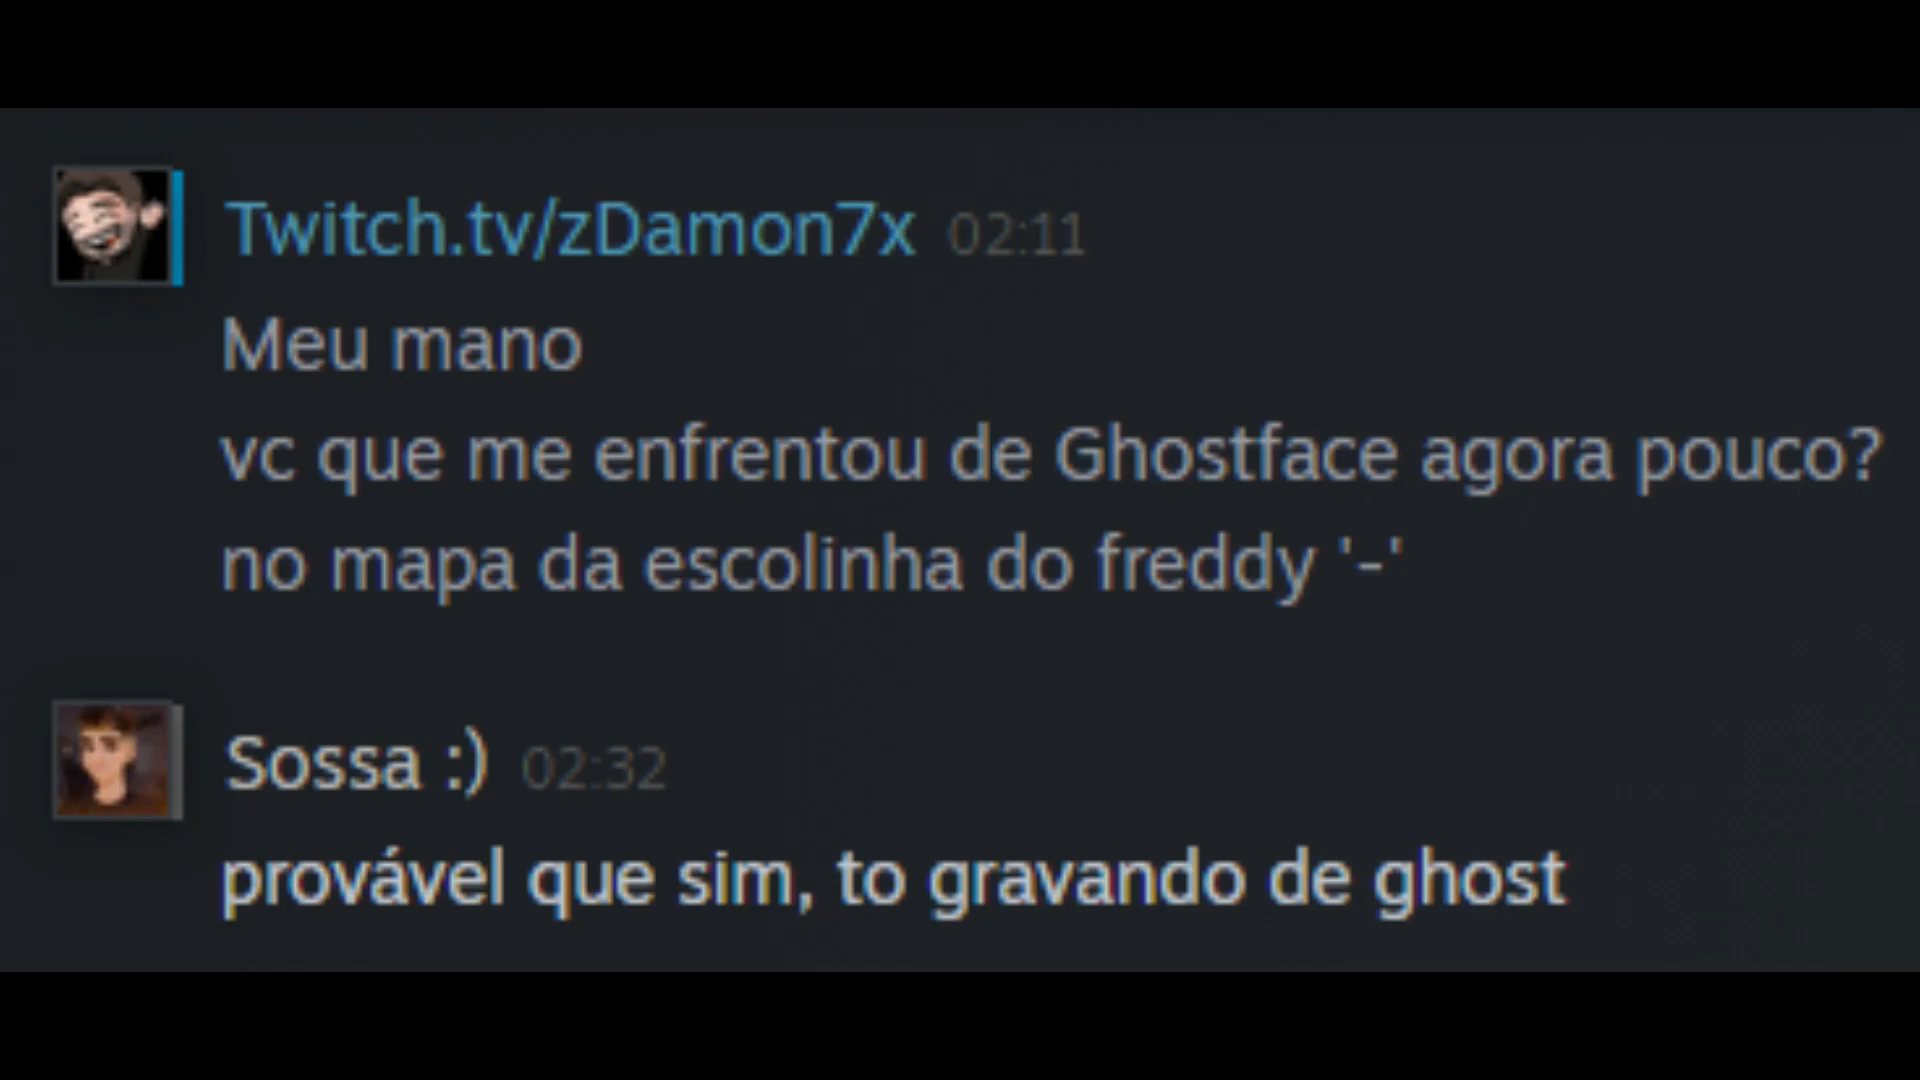 Twitch.tv/zDamon7x 02:11
Meu mano
vc que me enfrentou de Ghostface agora pouco?
no mapa da escolinha do freddy '-'
Sossa :) 02:32
provável que sim, to gravando de ghost